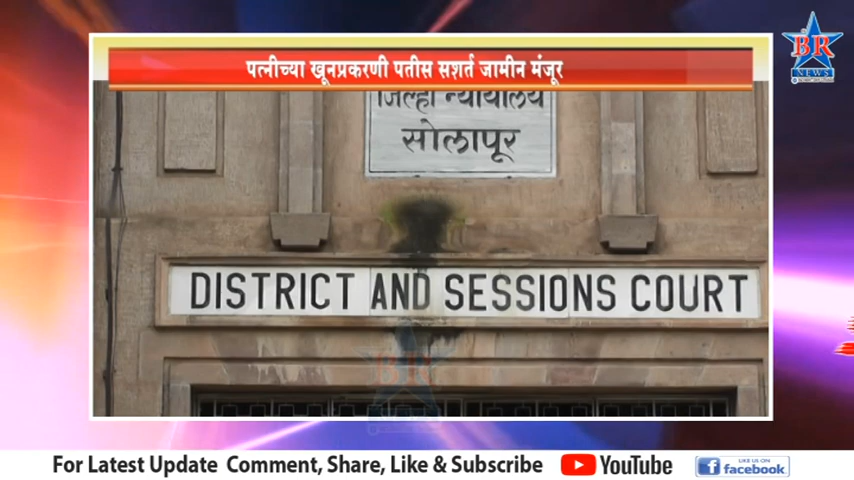 पत्नीच्या खूनप्रकरणी पतीस सशर्त जामीन मंजूर
BR
NEWS
जिल्हा न्यायालय
सोलापूर
DISTRICT AND SESSIONS COURT
BR
For Latest Update Comment, Share, Like & Subscribe
YouTube
LIKE US ON
facebook